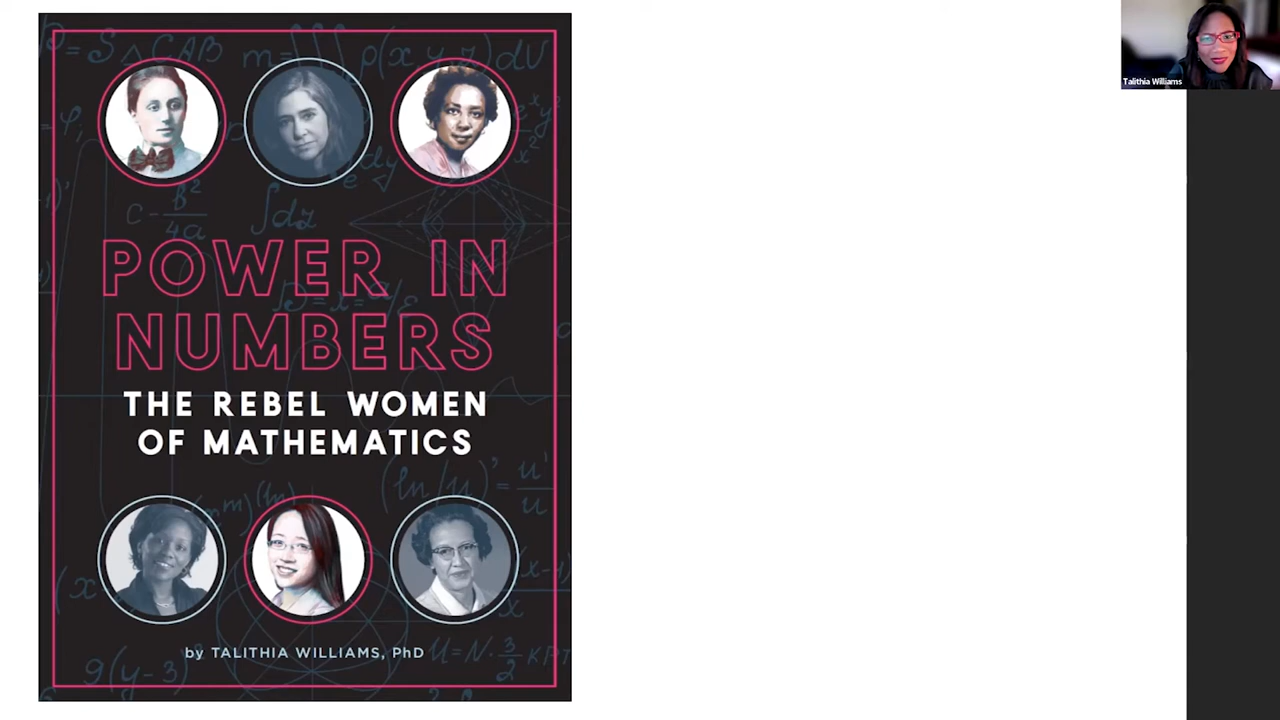 POWER IN
NUMBERS
THE REBEL WOMEN
OF MATHEMATICS
by TALITHIA WILLIAMS, PhD
Talithia Williams